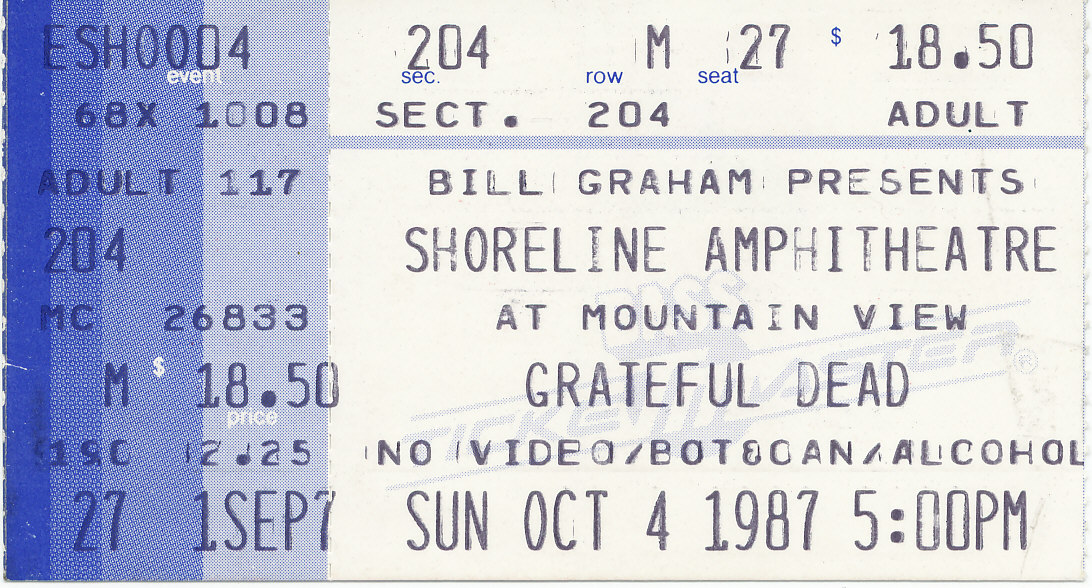 ESH0004 204 M 27 $ 18.50
event sec. row seat
68X 1008 SECT. 204 ADULT
ADULT 117 BILL GRAHAM PRESENTS
204 SHORELINE AMPHITHEATRE
MC 26833 AT MOUNTAIN VIEW
M $ 18.50 GRATEFUL DEAD
price
2.25 NO VIDEO/BOT&CAN/ALCOHOL
27 1SEP7 SUN OCT 4 1987 5:00PM
BASS
TICKETMASTER®